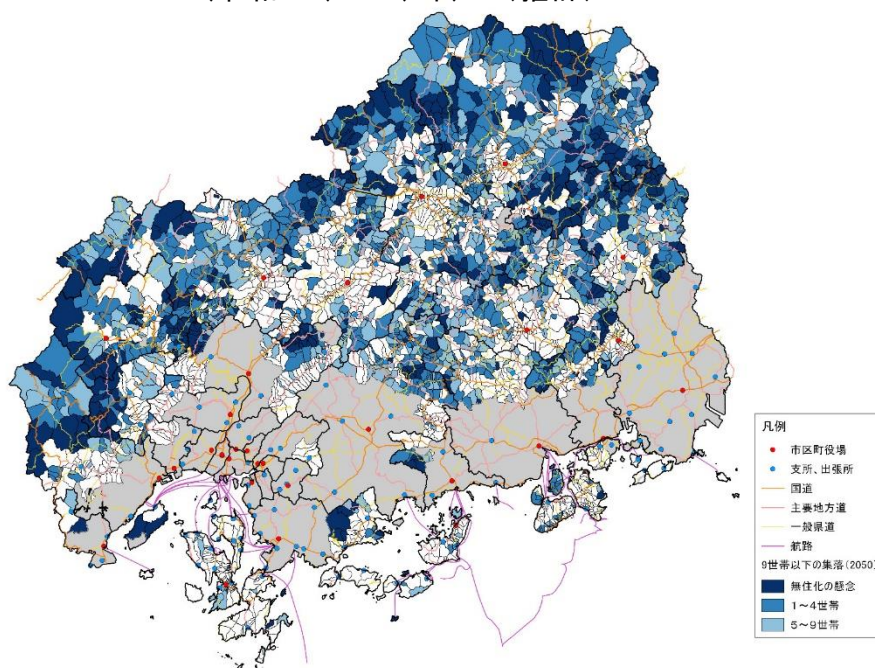 凡例
市区町役場
支所、出張所
国道
主要地方道
一般県道
航路
9世帯以下の集落(2050)
無住化の懸念
1～4世帯
5～9世帯